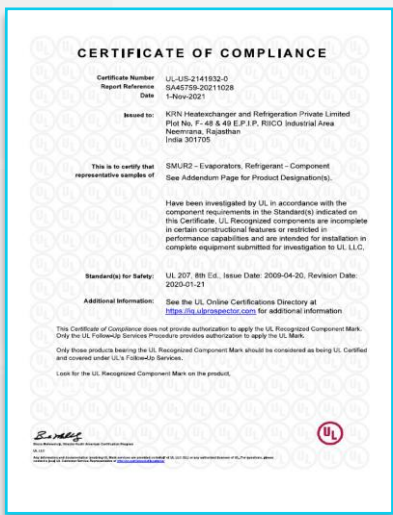 CERTIFICATE OF COMPLIANCE
Certificate Number UL-US-2141932-0
Report Reference SA45759-20211028
Date 1-Nov-2021
Issued to: KRN Heatexchanger and Refrigeration Private Limited
Plot No. F- 48 & 49 E.P.I.P. RIICO Industrial Area
Neemrana, Rajasthan
India 301705
This is to certify that SMUR2 – Evaporators, Refrigerant – Component
representative samples of See Addendum Page for Product Designation(s).
Have been investigated by UL in accordance with the
component requirements in the Standard(s) indicated on
this Certificate. UL Recognized components are incomplete
in certain constructional features or restricted in
performance capabilities and are intended for installation in
complete equipment submitted for investigation to UL LLC.
Standard(s) for Safety: UL 207, 8th Ed., Issue Date: 2009-04-20, Revision Date:
2020-01-21
Additional Information: See the UL Online Certifications Directory at
https://iq.ulprospector.com for additional information
This Certificate of Compliance does not provide authorization to apply the UL Recognized Component Mark.
Only the UL Follow-Up Services Procedure provides authorization to apply the UL Mark.
Only those products bearing the UL Recognized Component Mark should be considered as being UL Certified
and covered under UL's Follow-Up Services.
Look for the UL Recognized Component Mark on the product.
UL LLC
UL